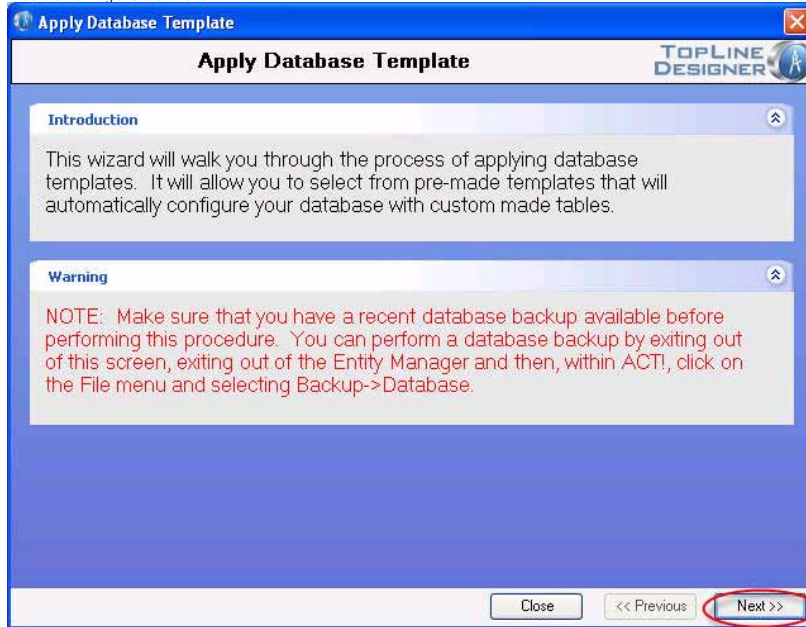 Apply Database Template
Apply Database Template
TOPLINE
DESIGNER
Introduction
This wizard will walk you through the process of applying database
templates.  It will allow you to select from pre-made templates that will
automatically configure your database with custom made tables.
Warning
NOTE:  Make sure that you have a recent database backup available before
performing this procedure.  You can perform a database backup by exiting out
of this screen, exiting out of the Entity Manager and then, within ACT!, click on
the File menu and selecting Backup->Database.
Close
<< Previous
Next >>